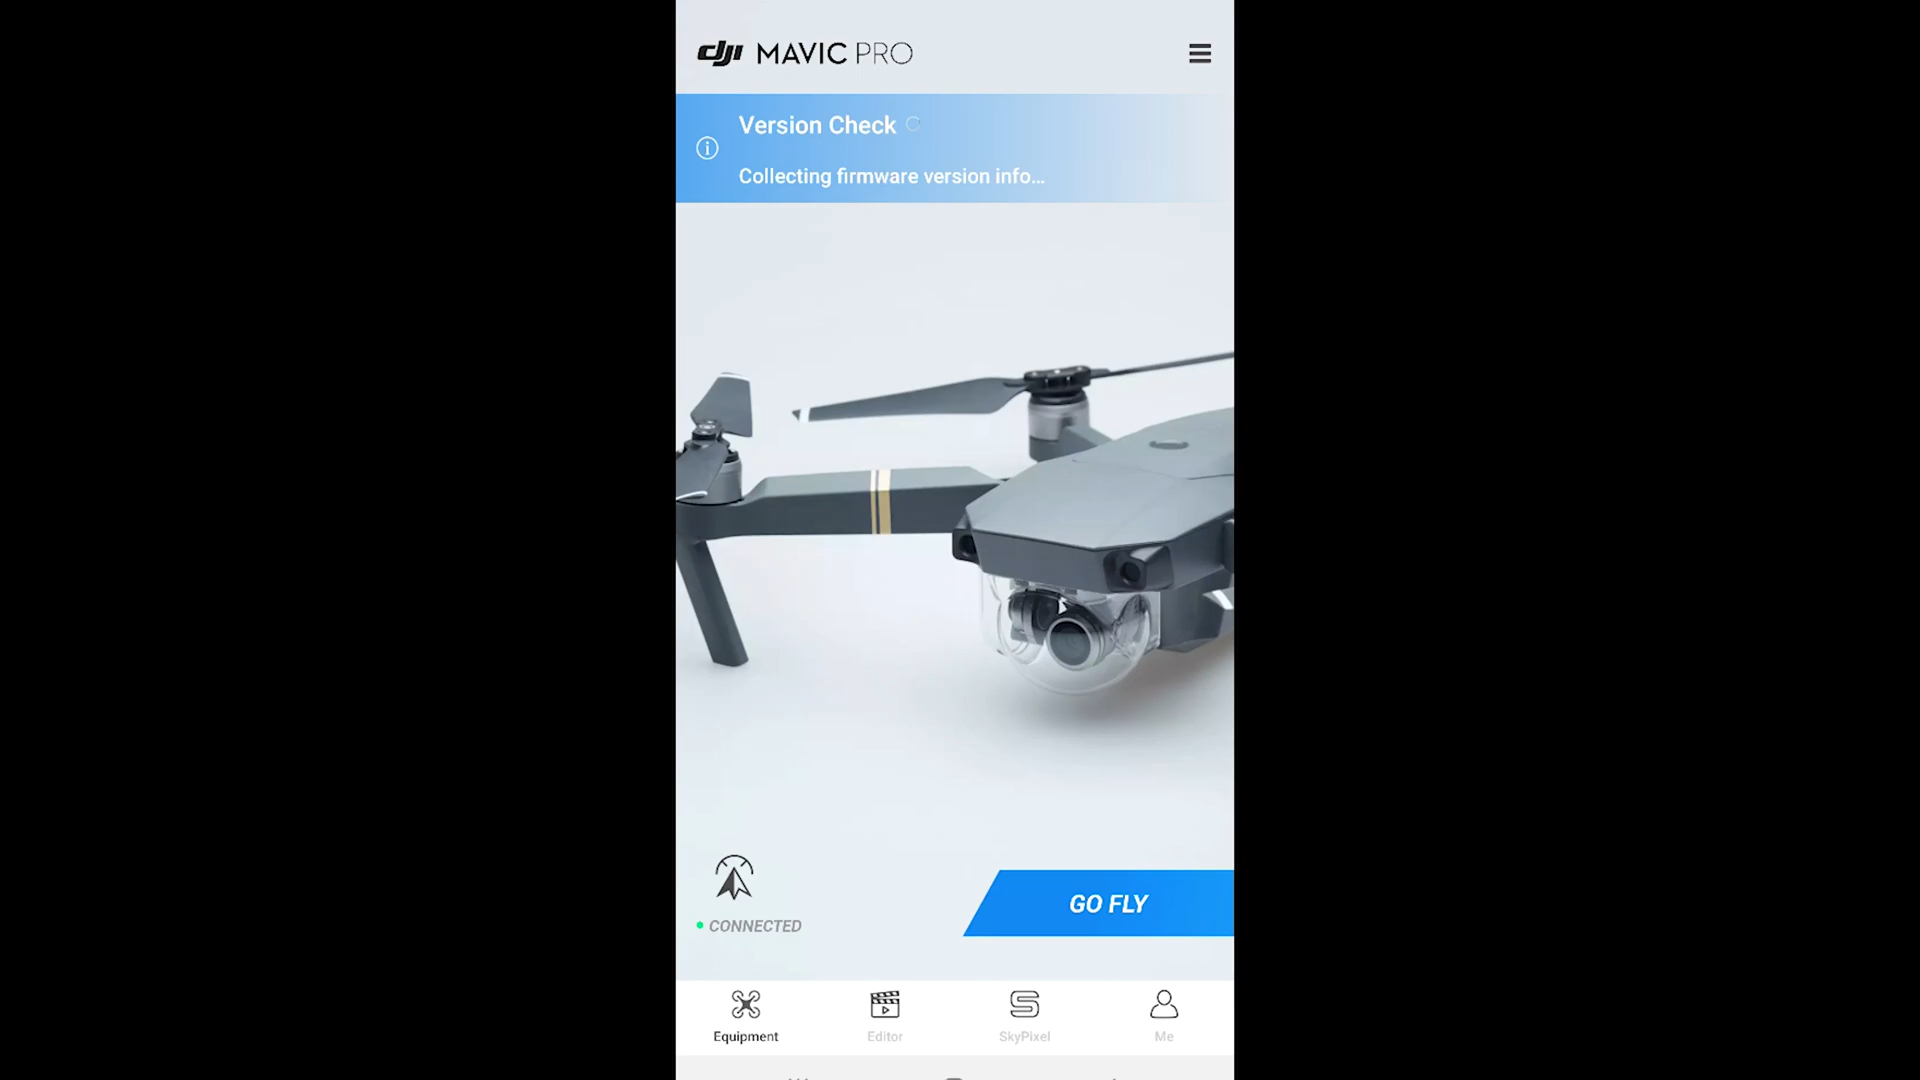 dji MAVIC PRO
Version Check
Collecting firmware version info...
CONNECTED
GO FLY
Equipment
Editor
SkyPixel
Me